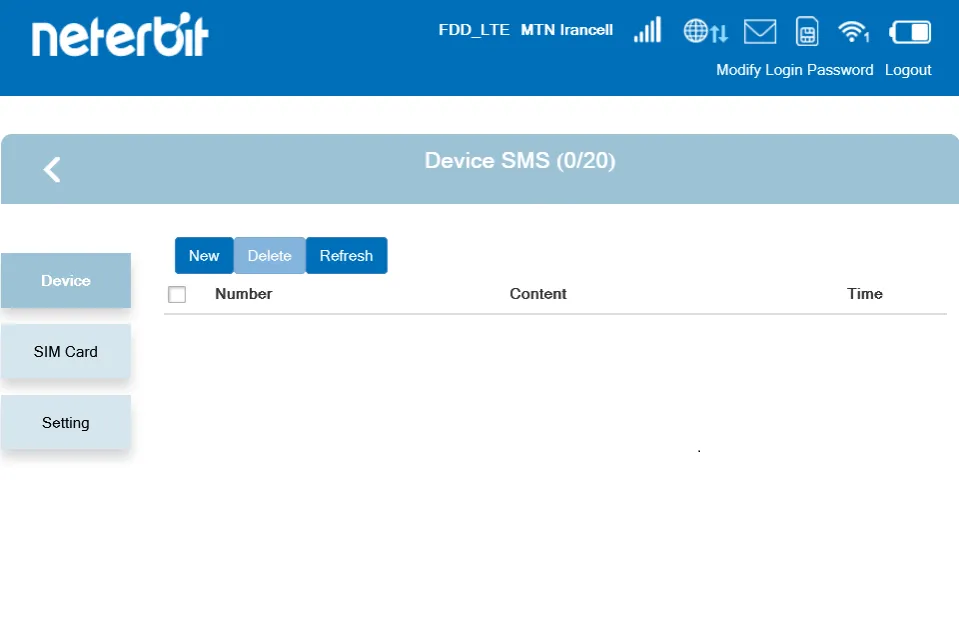 neterbit
FDD_LTE MTN Irancell
1
Modify Login Password Logout
Device SMS (0/20)
New Delete Refresh
Device
Number Content Time
SIM Card
Setting